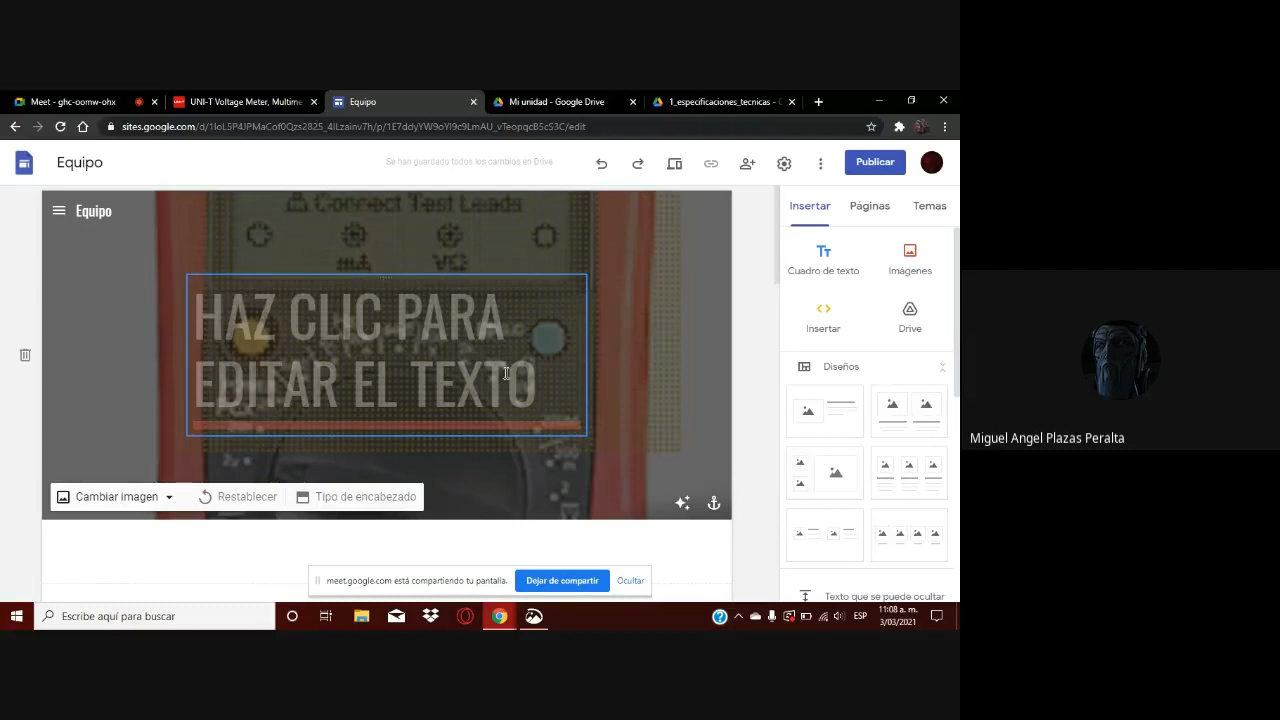 Meet - ghc-oomw-ohx
UNI-T Voltage Meter, Multime
Equipo
Mi unidad - Google Drive
1_especificaciones_tecnicas - G
Equipo
Se han guardado todos los cambios en Drive
Publicar
Equipo
Connect Test Leads
mA
VΩ
HAZ CLIC PARA
EDITAR EL TEXTO
Cambiar imagen
Restablecer
Tipo de encabezado
Insertar
Páginas
Temas
Cuadro de texto
Imágenes
Insertar
Drive
Diseños
Texto que se puede ocultar
meet.google.com está compartiendo tu pantalla.
Dejar de compartir
Ocultar
Escribe aquí para buscar
ESP
11:08 a. m.
3/03/2021
Miguel Angel Plazas Peralta